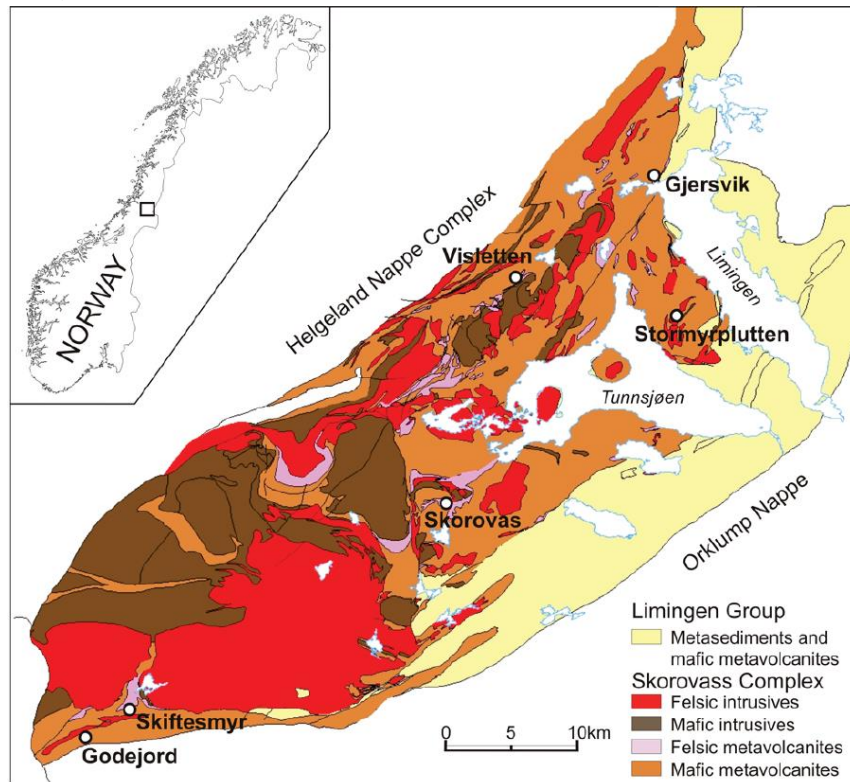 NORWAY
Helgeland Nappe Complex
Gjersvik
Visletten
Limingen
Stormyrplutten
Tunnsjøen
Skorovas
Orklump Nappe
Skiftesmyr
Godejord
0 5 10km
Limingen Group
Metasediments and
mafic metavolcanites
Skorovass Complex
Felsic intrusives
Mafic intrusives
Felsic metavolcanites
Mafic metavolcanites